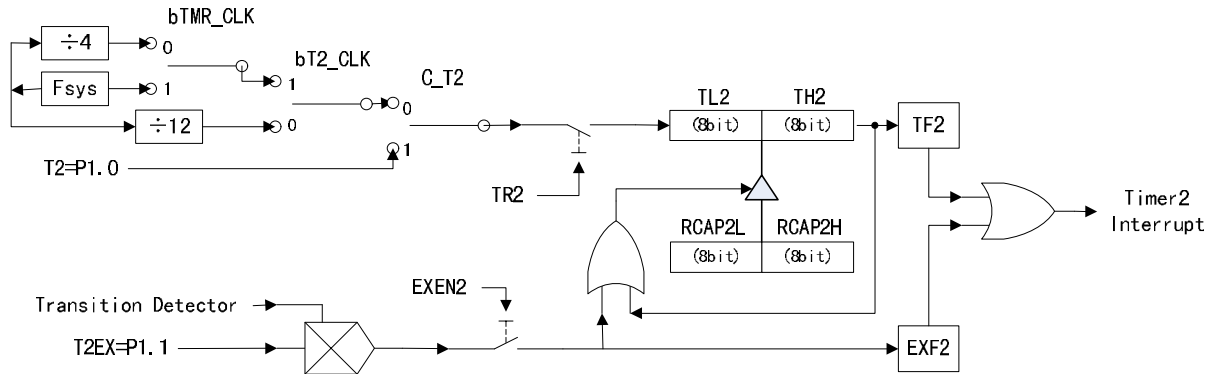 bTMR_CLK
÷4
0
bT2_CLK
Fsys
1
1
C_T2
÷12
0
0
TL2
TH2
(8bit)
(8bit)
TF2
T2=P1.0
1
TR2
Timer2
Interrupt
RCAP2L
RCAP2H
(8bit)
(8bit)
EXEN2
Transition Detector
T2EX=P1.1
EXF2